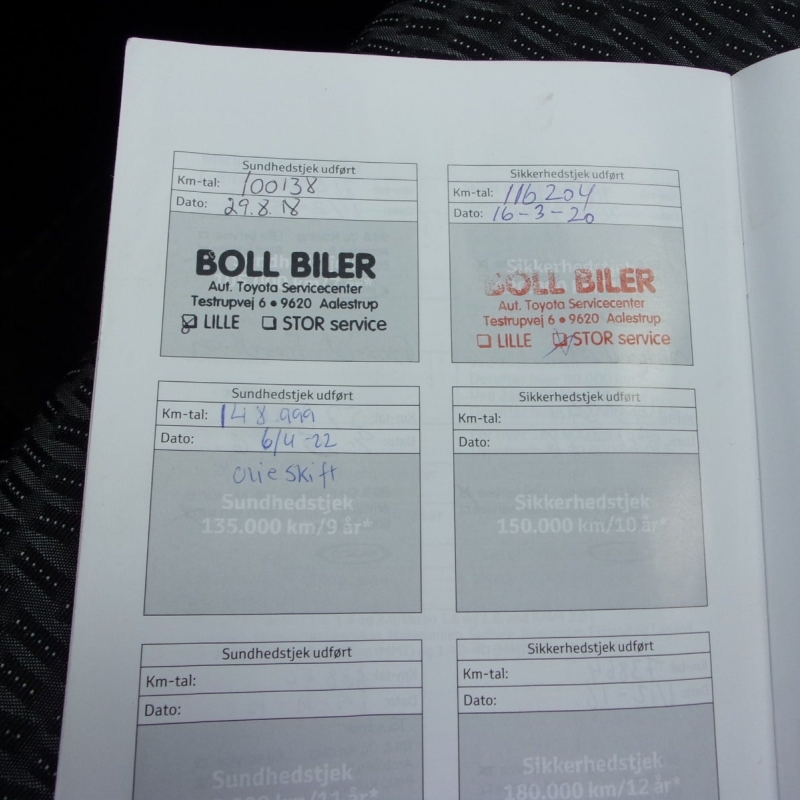 Sundhedstjek udført
Km-tal: 100138
Dato: 29.8.18
BOLL BILER
Aut. Toyota Servicecenter
Testrupvej 6 • 9620 Aalestrup
LILLE STOR service
Sikkerhedstjek udført
Km-tal: 116204
Dato: 16-3-20
Sikkerhedstjek
BOLL BILER
Aut. Toyota Servicecenter
Testrupvej 6 • 9620 Aalestrup
LILLE STOR service
Sundhedstjek udført
Km-tal: 148.999
Dato: 6/4-22
Olie skift
Sundhedstjek
135.000 km/9 år*
Sikkerhedstjek udført
Km-tal:
Dato:
Sikkerhedstjek
150.000 km/10 år*
Sundhedstjek udført
Km-tal:
Dato:
Sundhedstjek
km/11 år*
Sikkerhedstjek udført
Km-tal:
Dato:
Sikkerhedstjek
180.000 km/12 år*